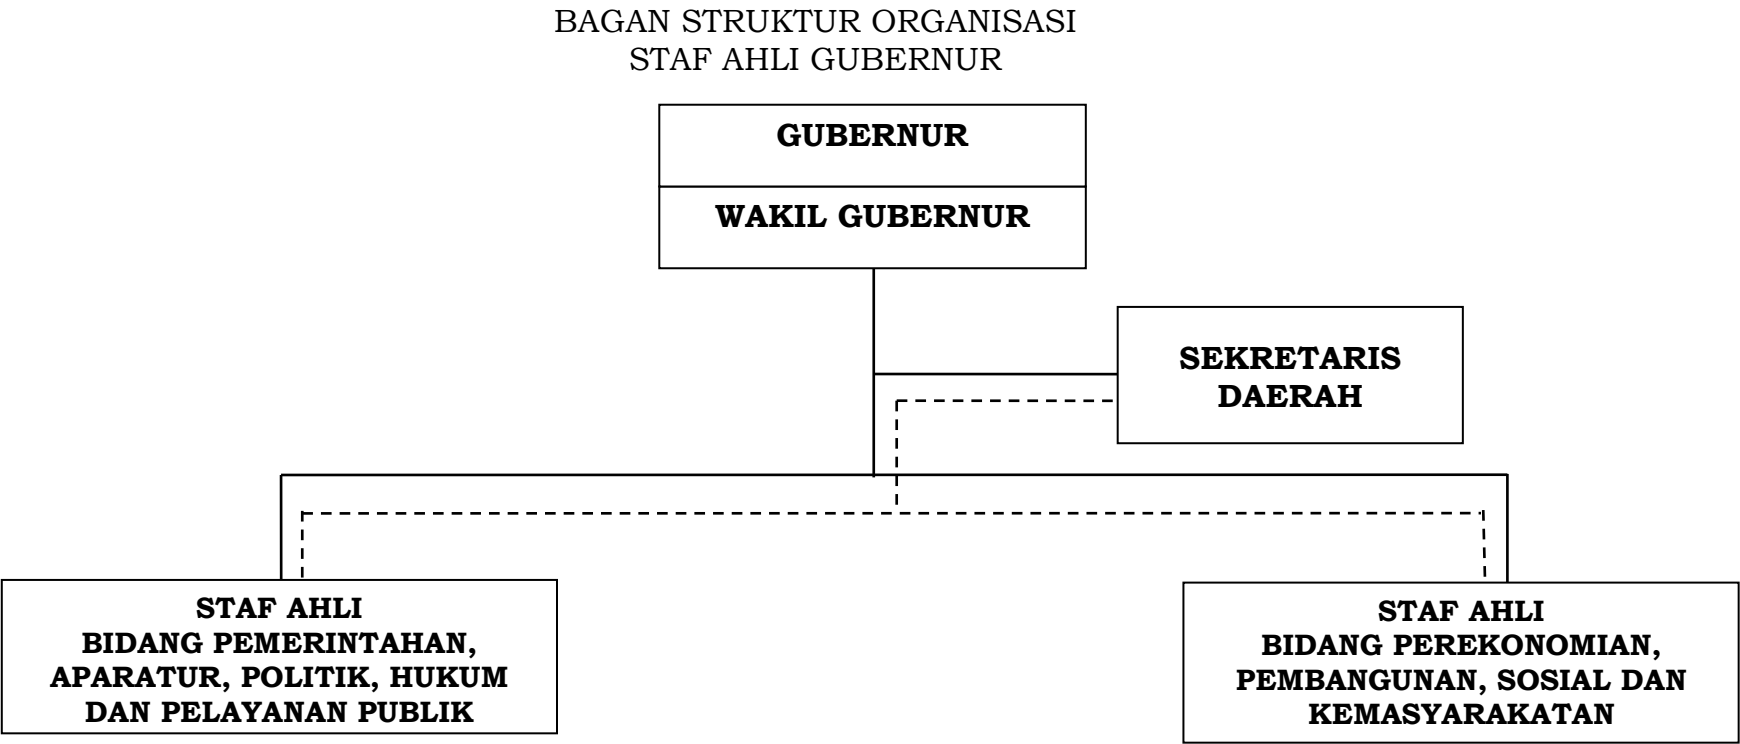 BAGAN STRUKTUR ORGANISASI
STAF AHLI GUBERNUR
GUBERNUR
WAKIL GUBERNUR
SEKRETARIS
DAERAH
STAF AHLI
BIDANG PEMERINTAHAN,
APARATUR, POLITIK, HUKUM
DAN PELAYANAN PUBLIK
STAF AHLI
BIDANG PEREKONOMIAN,
PEMBANGUNAN, SOSIAL DAN
KEMASYARAKATAN